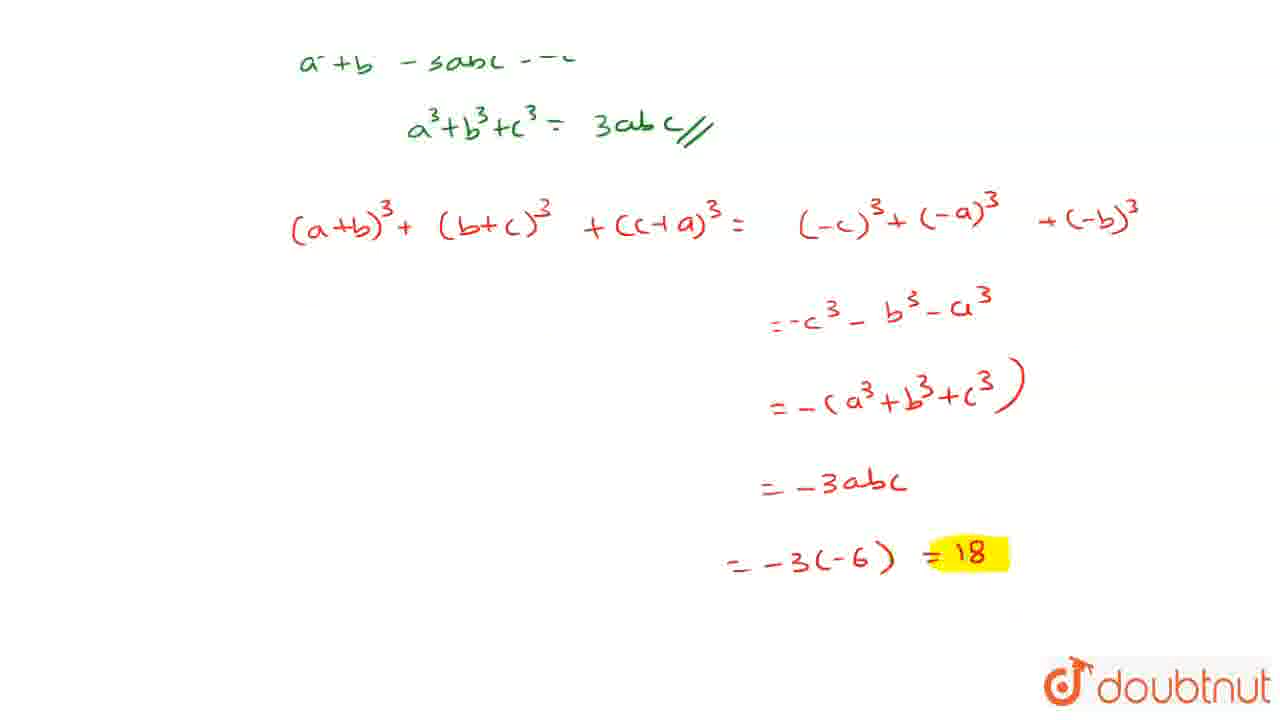 a³+b³+c³ = 3abc //
(a+b)³ + (b+c)³ + (c+a)³ = (-c)³ + (-a)³ + (-b)³
= -c³ - b³ - a³
= -(a³+b³+c³)
= -3abc
= -3(-6) = 18
doubtnut